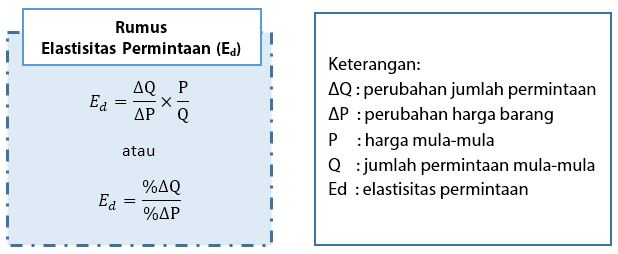 Rumus
Elastisitas Permintaan (Ed)
Ed = ΔQ/ΔP × P/Q
atau
Ed = %ΔQ/%ΔP
Keterangan:
ΔQ : perubahan jumlah permintaan
ΔP : perubahan harga barang
P : harga mula-mula
Q : jumlah permintaan mula-mula
Ed : elastisitas permintaan